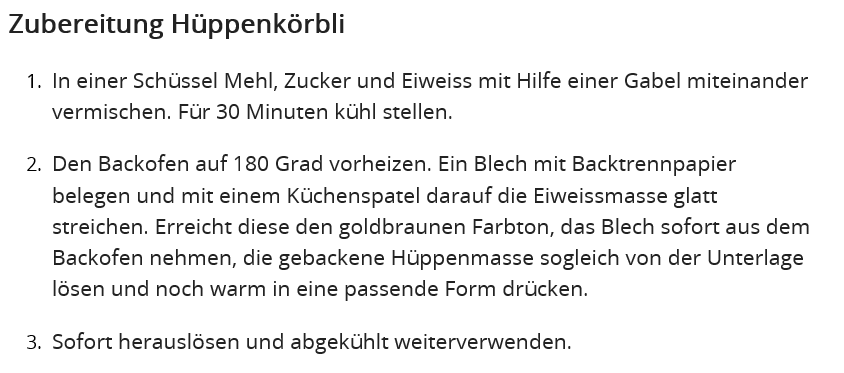 Zubereitung Hüppenkörbli
1. In einer Schüssel Mehl, Zucker und Eiweiss mit Hilfe einer Gabel miteinander
vermischen. Für 30 Minuten kühl stellen.
2. Den Backofen auf 180 Grad vorheizen. Ein Blech mit Backtrennpapier
belegen und mit einem Küchenspatel darauf die Eiweissmasse glatt
streichen. Erreicht diese den goldbraunen Farbton, das Blech sofort aus dem
Backofen nehmen, die gebackene Hüppenmasse sogleich von der Unterlage
lösen und noch warm in eine passende Form drücken.
3. Sofort herauslösen und abgekühlt weiterverwenden.